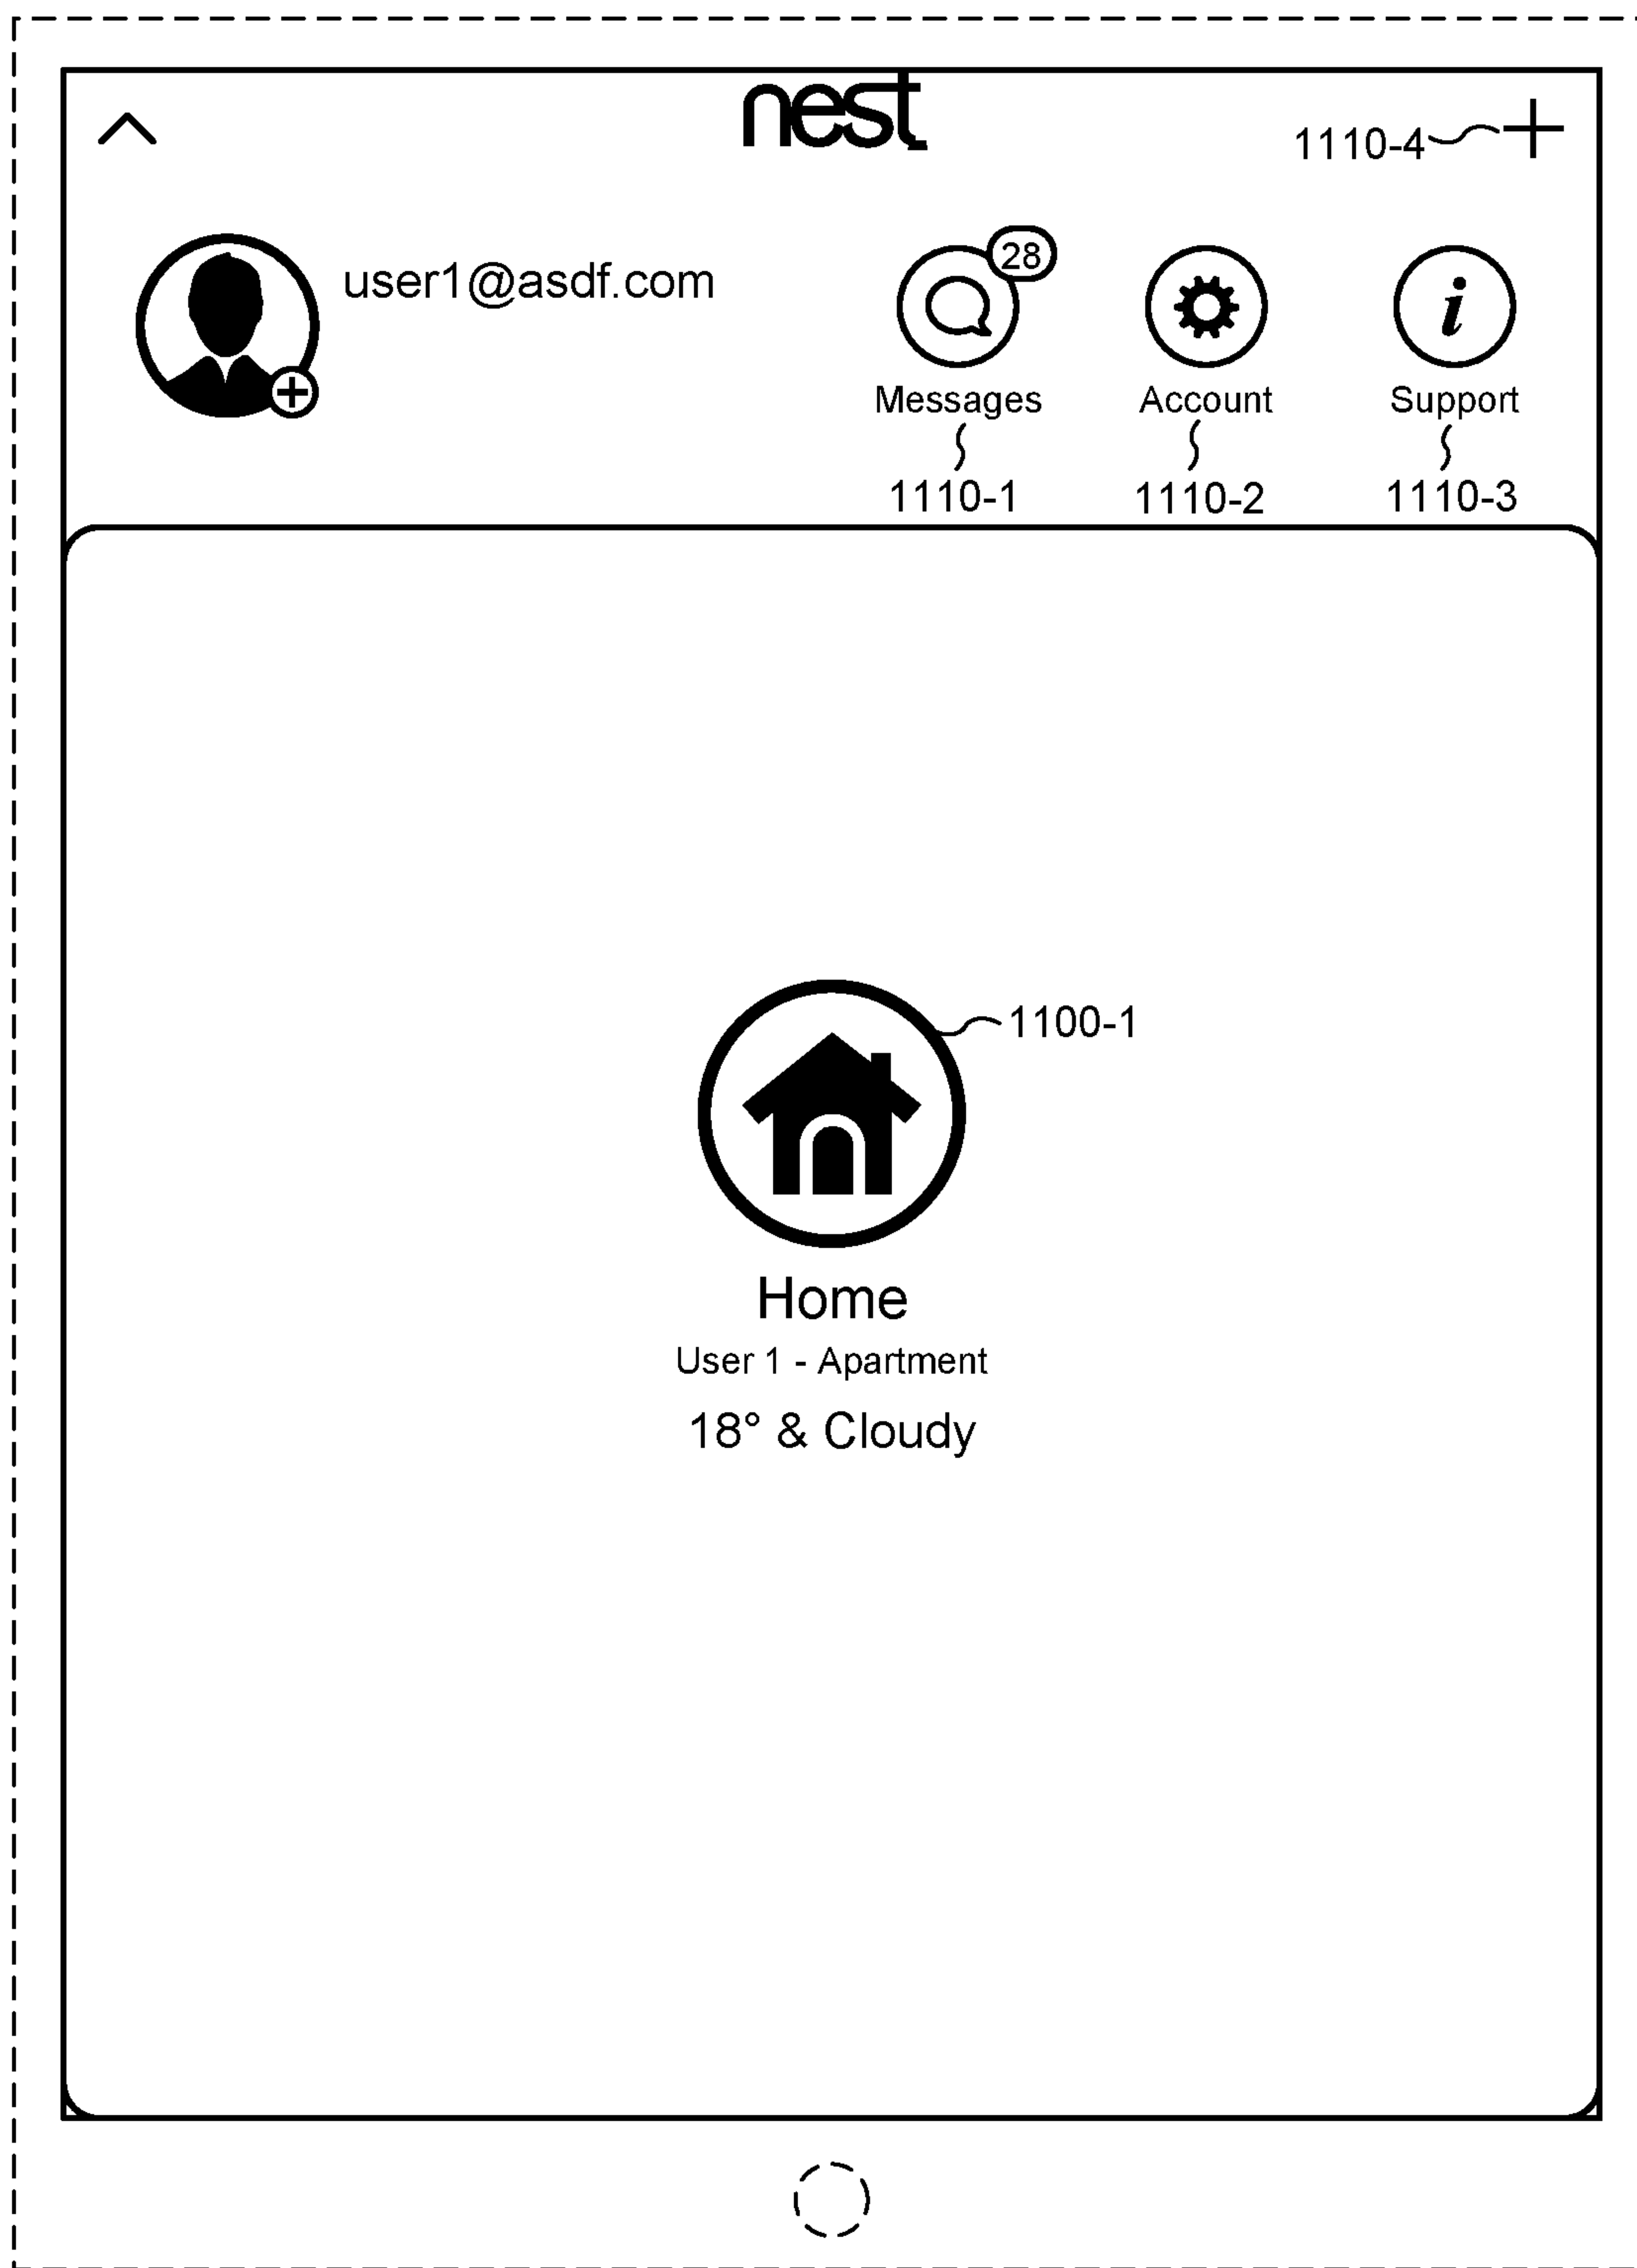 nest
1110-4
user1@asdf.com
28
i
Messages Account Support
1110-1 1110-2 1110-3
1100-1
Home
User 1 - Apartment
18° & Cloudy